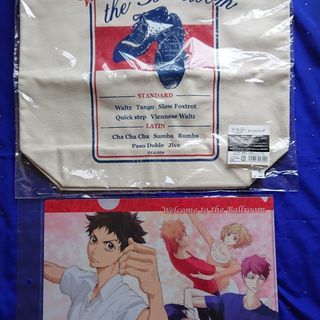 the Ballroom
STANDARD
Waltz Tango Slow Foxtrot
Quick step Viennese Waltz
LATIN
Cha Cha Cha Sumba Rumba
Paso Doble Jive
Welcome to the Ballroom